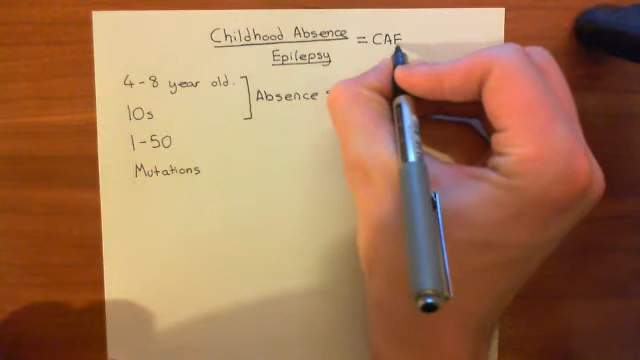 Childhood Absence = CAE
Epilepsy
4-8 year old.
10s
] Absence
1-50
Mutations